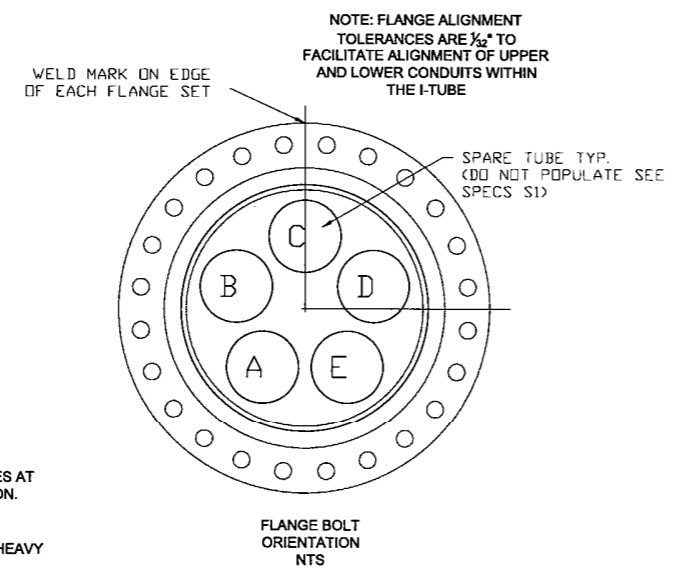 NOTE: FLANGE ALIGNMENT
TOLERANCES ARE 1/32" TO
FACILITATE ALIGNMENT OF UPPER
AND LOWER CONDUITS WITHIN
THE I-TUBE
WELD MARK ON EDGE
OF EACH FLANGE SET
SPARE TUBE TYP.
(DO NOT POPULATE SEE
SPECS S1)
C
B
D
A
E
ES AT
ON.
HEAVY
FLANGE BOLT
ORIENTATION
NTS